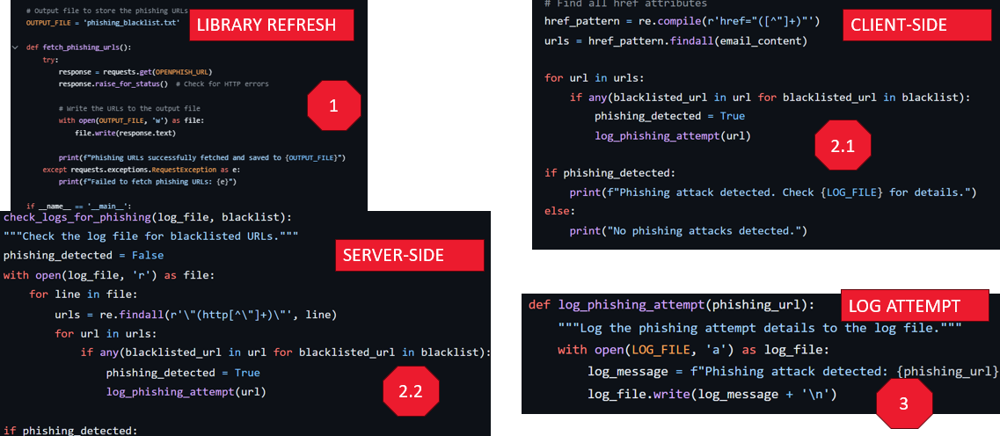 # Output file to store the phishing URLs
OUTPUT_FILE = 'phishing_blacklist.txt'
LIBRARY REFRESH
def fetch_phishing_urls():
try:
response = requests.get(OPENPHISH_URL)
response.raise_for_status()  # Check for HTTP errors
1
# Write the URLs to the output file
with open(OUTPUT_FILE, 'w') as file:
file.write(response.text)
print(f"Phishing URLs successfully fetched and saved to {OUTPUT_FILE}")
except requests.exceptions.RequestException as e:
print(f"Failed to fetch phishing URLs: {e}")
if __name__ == '__main__':
check_logs_for_phishing(log_file, blacklist):
"""Check the log file for blacklisted URLs."""
phishing_detected = False
SERVER-SIDE
with open(log_file, 'r') as file:
for line in file:
urls = re.findall(r'\"(http[^\"]+)\"', line)
for url in urls:
if any(blacklisted_url in url for blacklisted_url in blacklist):
phishing_detected = True
log_phishing_attempt(url)
2.2
if phishing_detected:
# Find all href attributes
href_pattern = re.compile(r'href="([^"]+)"')
CLIENT-SIDE
urls = href_pattern.findall(email_content)
for url in urls:
if any(blacklisted_url in url for blacklisted_url in blacklist):
phishing_detected = True
log_phishing_attempt(url)
2.1
if phishing_detected:
print(f"Phishing attack detected. Check {LOG_FILE} for details.")
else:
print("No phishing attacks detected.")
def log_phishing_attempt(phishing_url):
LOG ATTEMPT
"""Log the phishing attempt details to the log file."""
with open(LOG_FILE, 'a') as log_file:
log_message = f"Phishing attack detected: {phishing_url}
log_file.write(log_message + '\n')
3